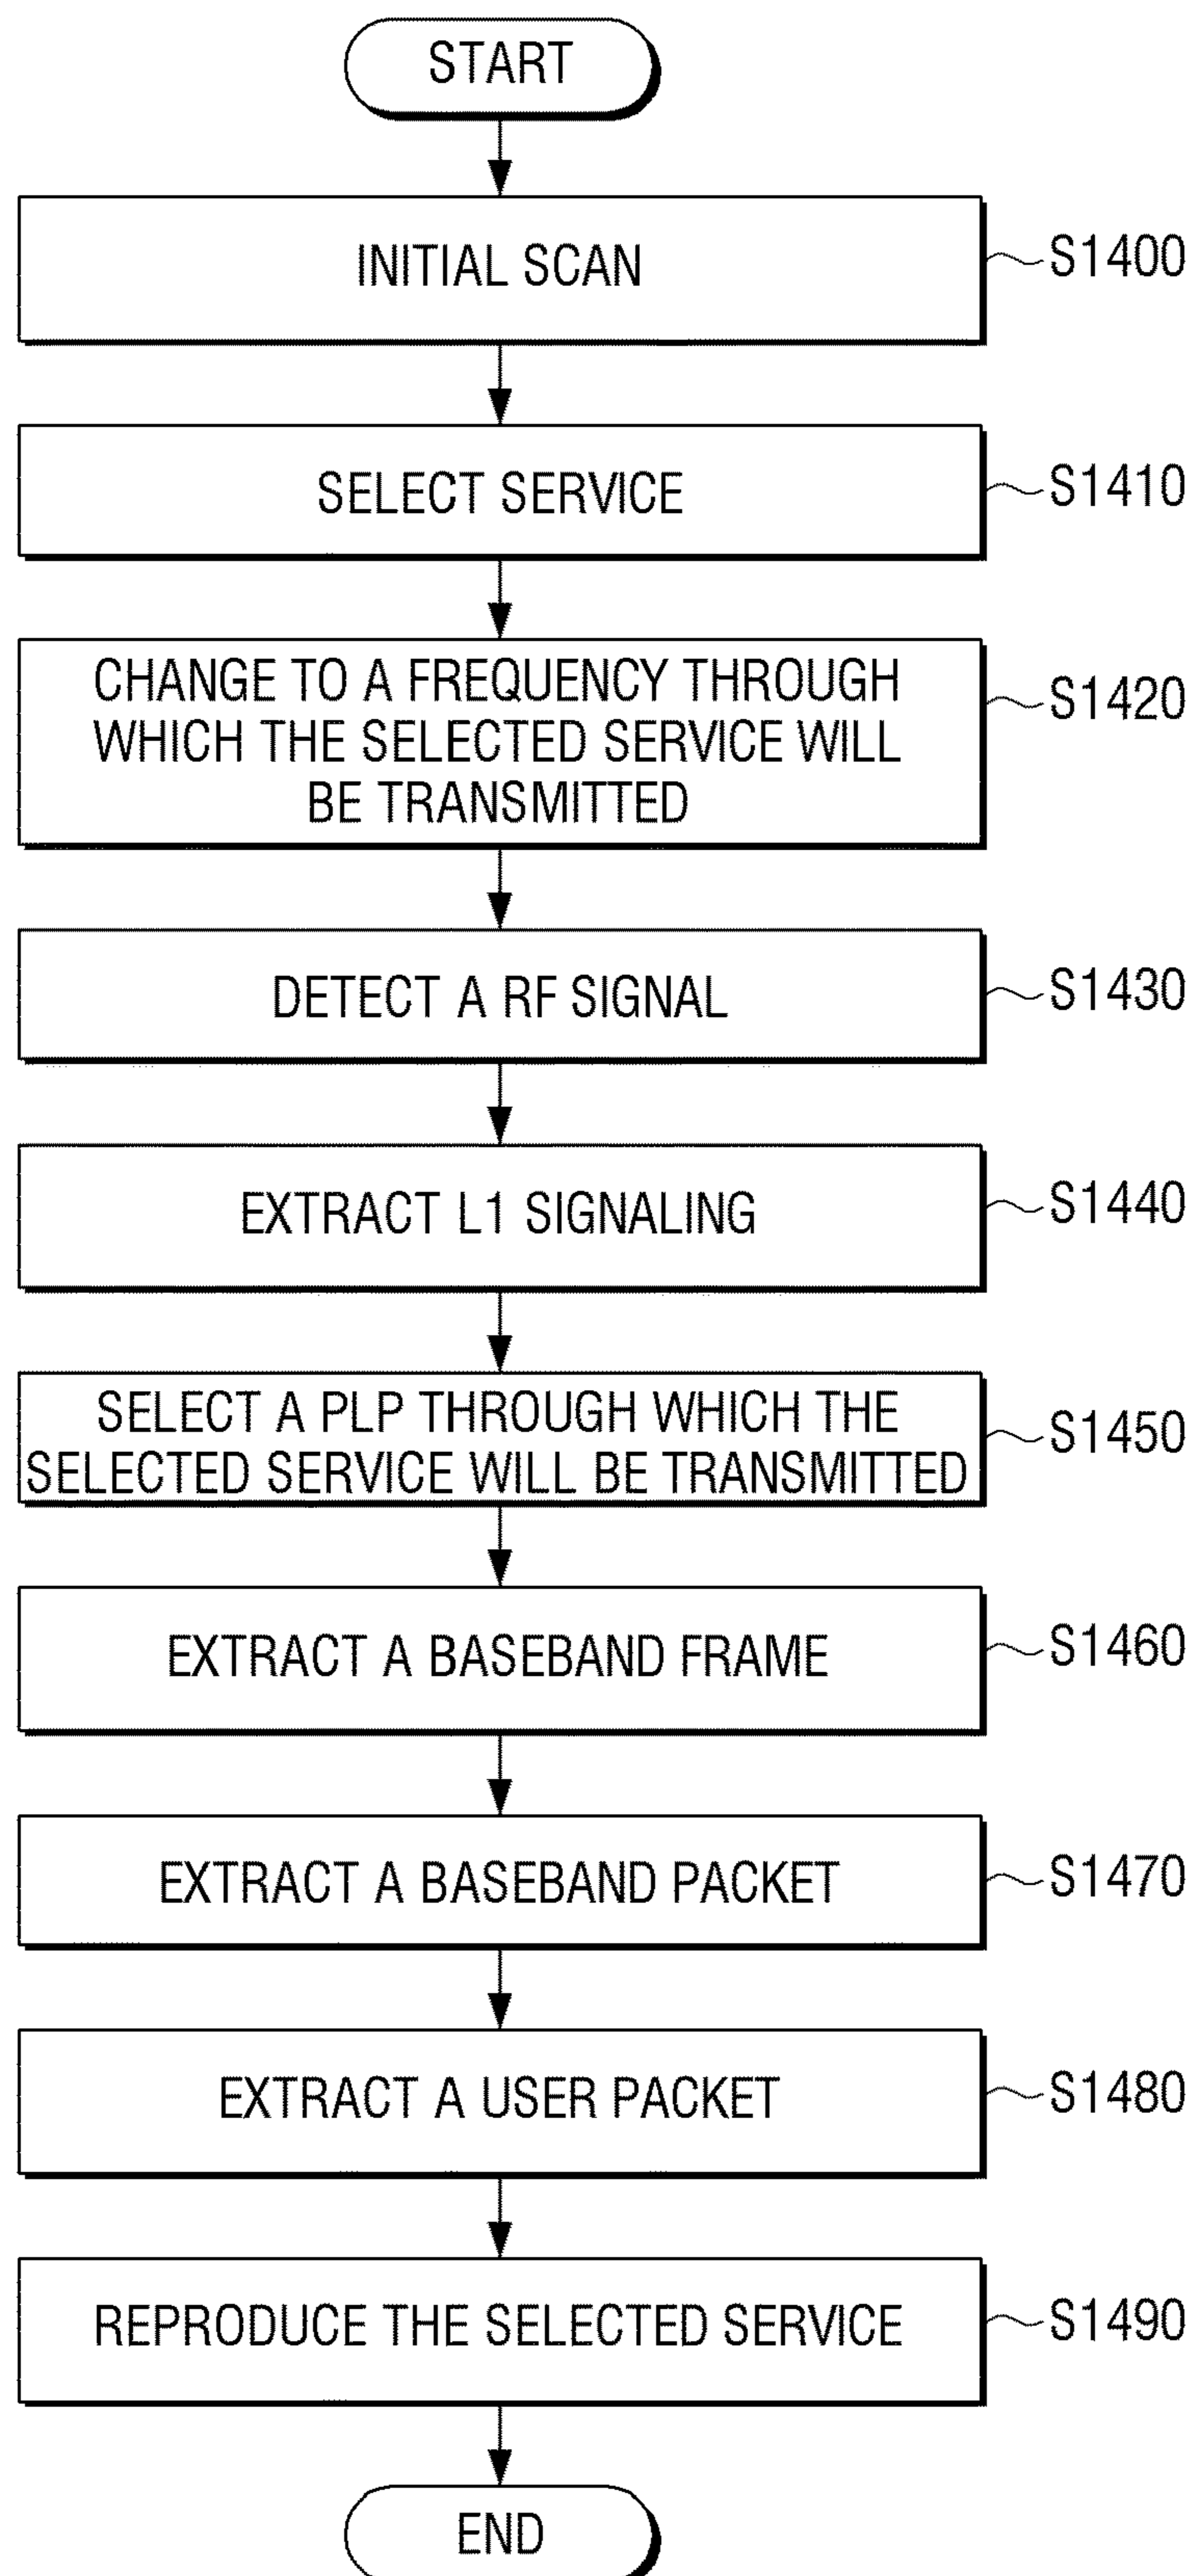 START
INITIAL SCAN
S1400
SELECT SERVICE
S1410
CHANGE TO A FREQUENCY THROUGH
WHICH THE SELECTED SERVICE WILL
BE TRANSMITTED
S1420
DETECT A RF SIGNAL
S1430
EXTRACT L1 SIGNALING
S1440
SELECT A PLP THROUGH WHICH THE
SELECTED SERVICE WILL BE TRANSMITTED
S1450
EXTRACT A BASEBAND FRAME
S1460
EXTRACT A BASEBAND PACKET
S1470
EXTRACT A USER PACKET
S1480
REPRODUCE THE SELECTED SERVICE
S1490
END